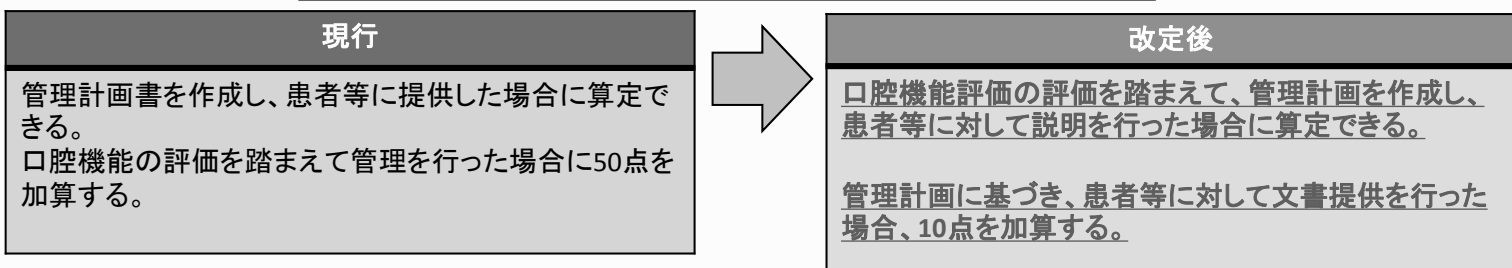 現行
管理計画書を作成し、患者等に提供した場合に算定で
きる。
口腔機能の評価を踏まえて管理を行った場合に50点を
加算する。
改定後
口腔機能評価の評価を踏まえて、管理計画を作成し、
患者等に対して説明を行った場合に算定できる。
管理計画に基づき、患者等に対して文書提供を行った
場合、10点を加算する。